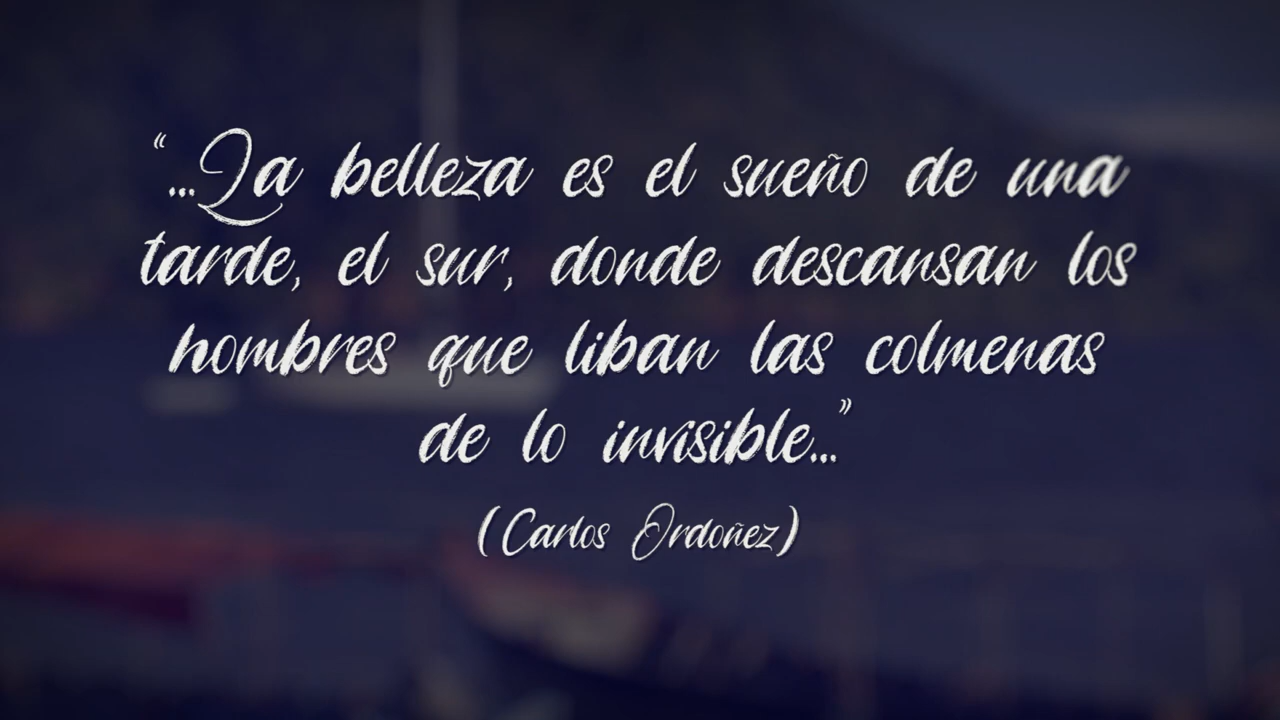 “...La belleza es el sueño de una
tarde, el sur, donde descansan los
hombres que liban las colmenas
de lo invisible...”
(Carlos Ordoñez)